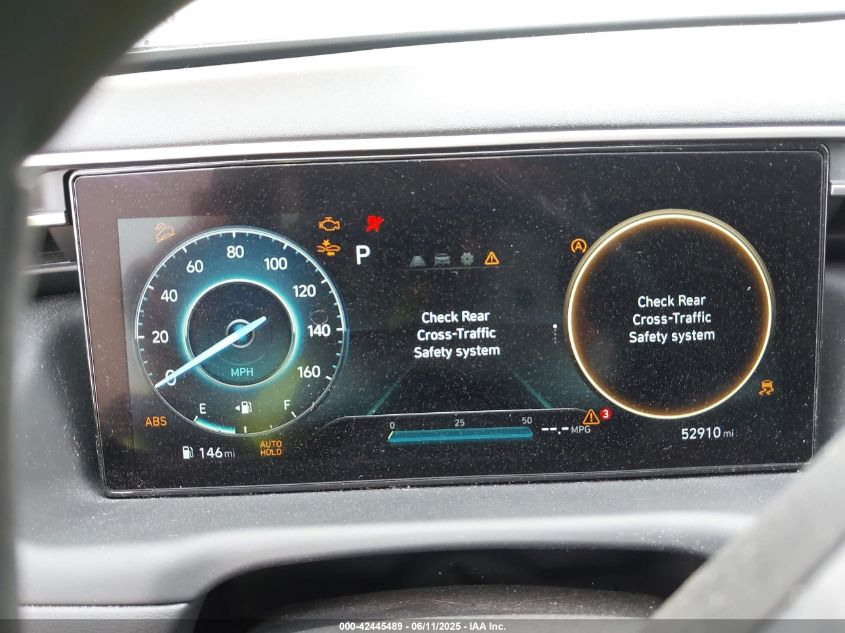 80
60
100
40
120
20
140
0
160
MPH
E
F
ABS
146 mi
AUTO
HOLD
P
Check Rear
Cross-Traffic
Safety system
0
25
50
--.- MPG
3
A
Check Rear
Cross-Traffic
Safety system
52910 mi
000-42445489 - 06/11/2025 - IAA Inc.